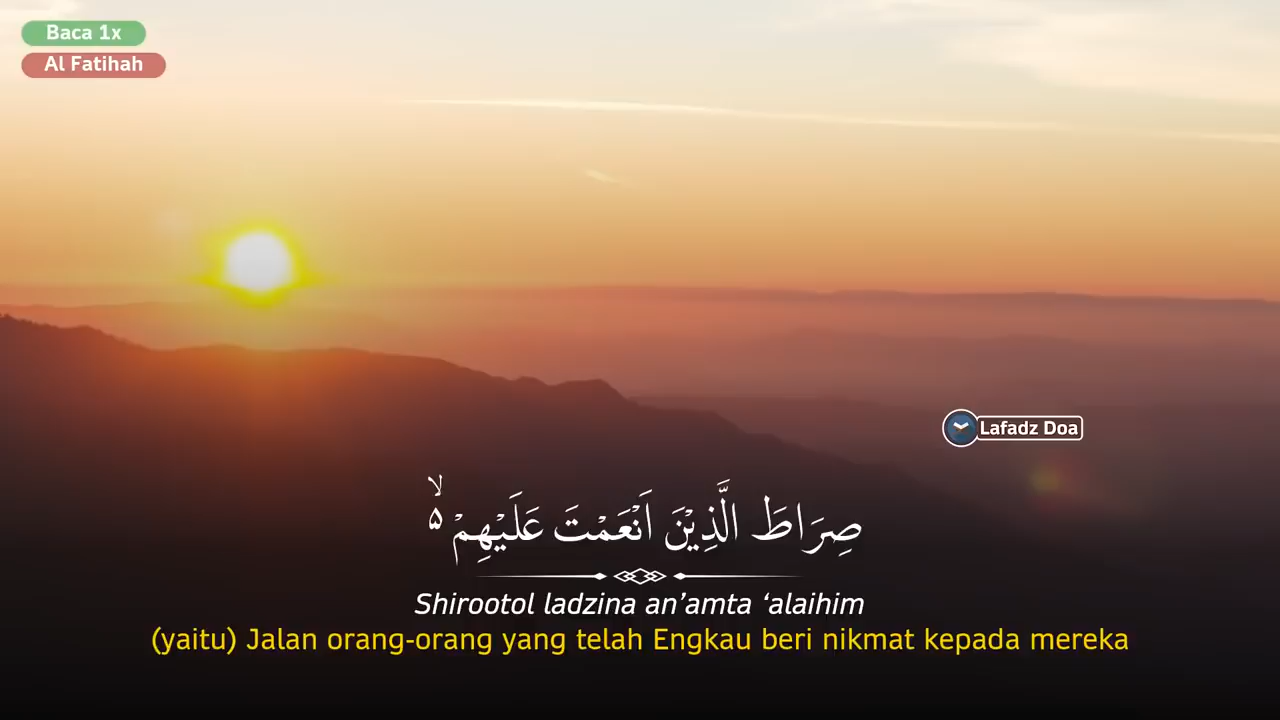 Baca 1x
Al Fatihah
Lafadz Doa
صِرَاطَ الَّذِيْنَ اَنْعَمْتَ عَلَيْهِمْ ۙ۵
Shirootol ladzina an’amta ‘alaihim
(yaitu) Jalan orang-orang yang telah Engkau beri nikmat kepada mereka